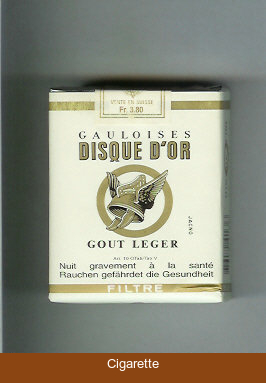 VENTE EN SUISSE
Fr. 3.80
GAULOISES
DISQUE D'OR
JACNO
GOUT LEGER
Nuit gravement à la santé
Rauchen gefährdet die Gesundheit
FILTRE
Cigarette